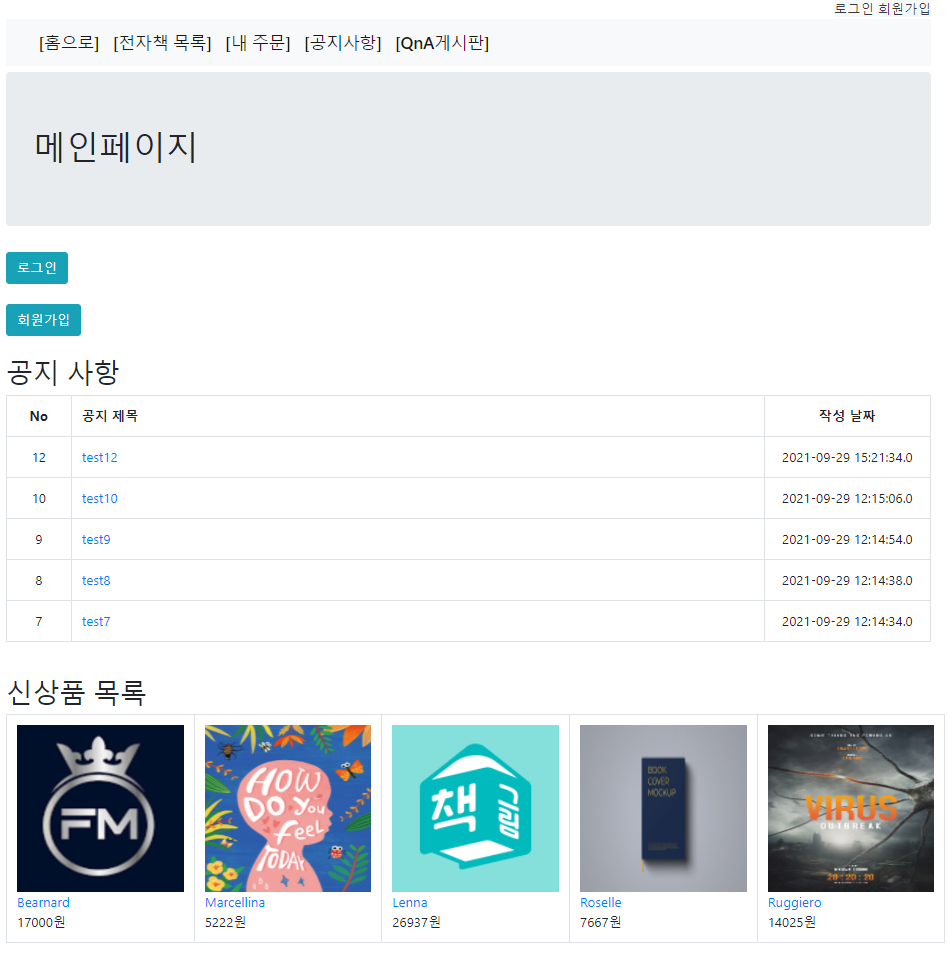 로그인 회원가입
[홈으로] [전자책 목록] [내 주문] [공지사항] [QnA게시판]
메인페이지
로그인
회원가입
공지 사항
No 공지 제목 작성 날짜
12 test12 2021-09-29 15:21:34.0
10 test10 2021-09-29 12:15:06.0
9 test9 2021-09-29 12:14:54.0
8 test8 2021-09-29 12:14:38.0
7 test7 2021-09-29 12:14:34.0
신상품 목록
FM
HOW
DO You
feel
TODAY
책
BOOK
COVER
MOCKUP
VIRUS
OUTBREAK
Bearnard Marcellina Lenna Roselle Ruggiero
17000원 5222원 26937원 7667원 14025원